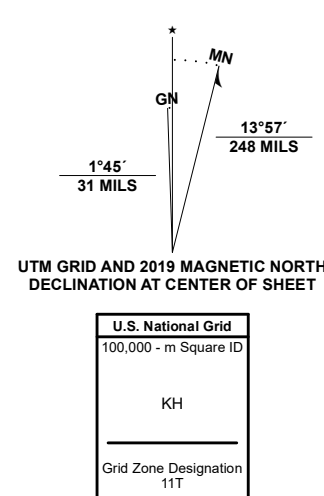 ★
MN
GN
13°57´
248 MILS
1°45´
31 MILS
UTM GRID AND 2019 MAGNETIC NORTH
DECLINATION AT CENTER OF SHEET
U.S. National Grid
100,000 - m Square ID
KH
Grid Zone Designation
11T